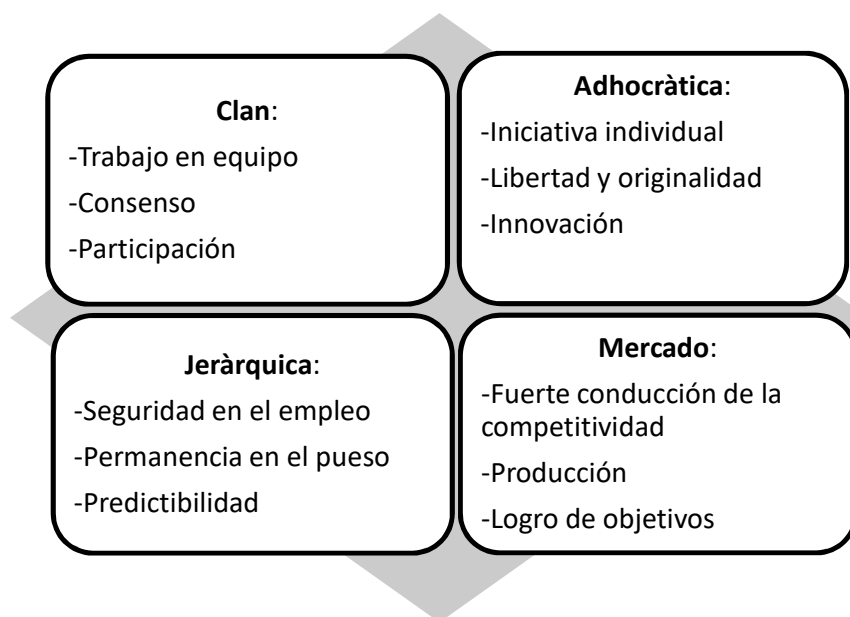 Clan:
-Trabajo en equipo
-Consenso
-Participación
Adhocràtica:
-Iniciativa individual
-Libertad y originalidad
-Innovación
Jeràrquica:
-Seguridad en el empleo
-Permanencia en el pueso
-Predictibilidad
Mercado:
-Fuerte conducción de la
competitividad
-Producción
-Logro de objetivos